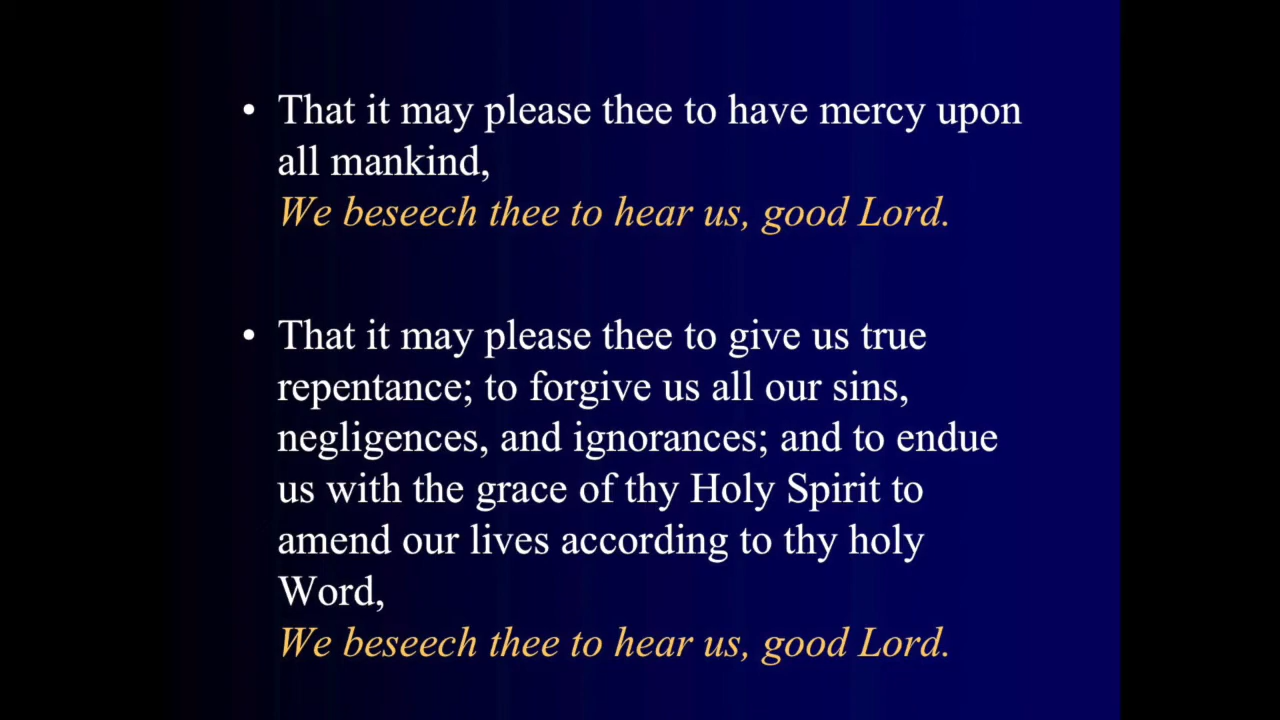 • That it may please thee to have mercy upon
all mankind,
We beseech thee to hear us, good Lord.
• That it may please thee to give us true
repentance; to forgive us all our sins,
negligences, and ignorances; and to endue
us with the grace of thy Holy Spirit to
amend our lives according to thy holy
Word,
We beseech thee to hear us, good Lord.